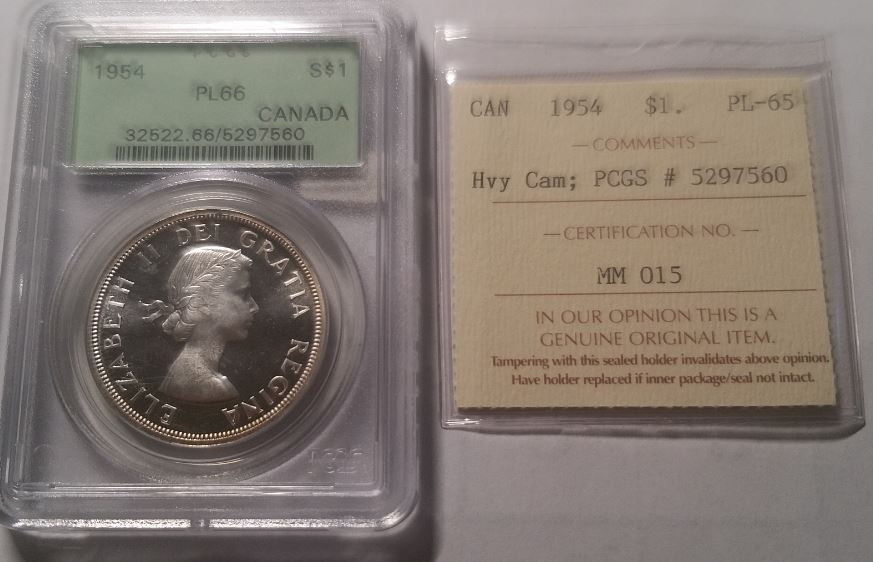 1954 S$1
PL66
CANADA
32522.66/5297560
ELIZABETH II DEI GRATIA REGINA
PCGS
CAN 1954 $1. PL-65
— COMMENTS —
Hvy Cam; PCGS # 5297560
— CERTIFICATION NO. —
MM 015
IN OUR OPINION THIS IS A
GENUINE ORIGINAL ITEM.
Tampering with this sealed holder invalidates above opinion.
Have holder replaced if inner package/seal not intact.